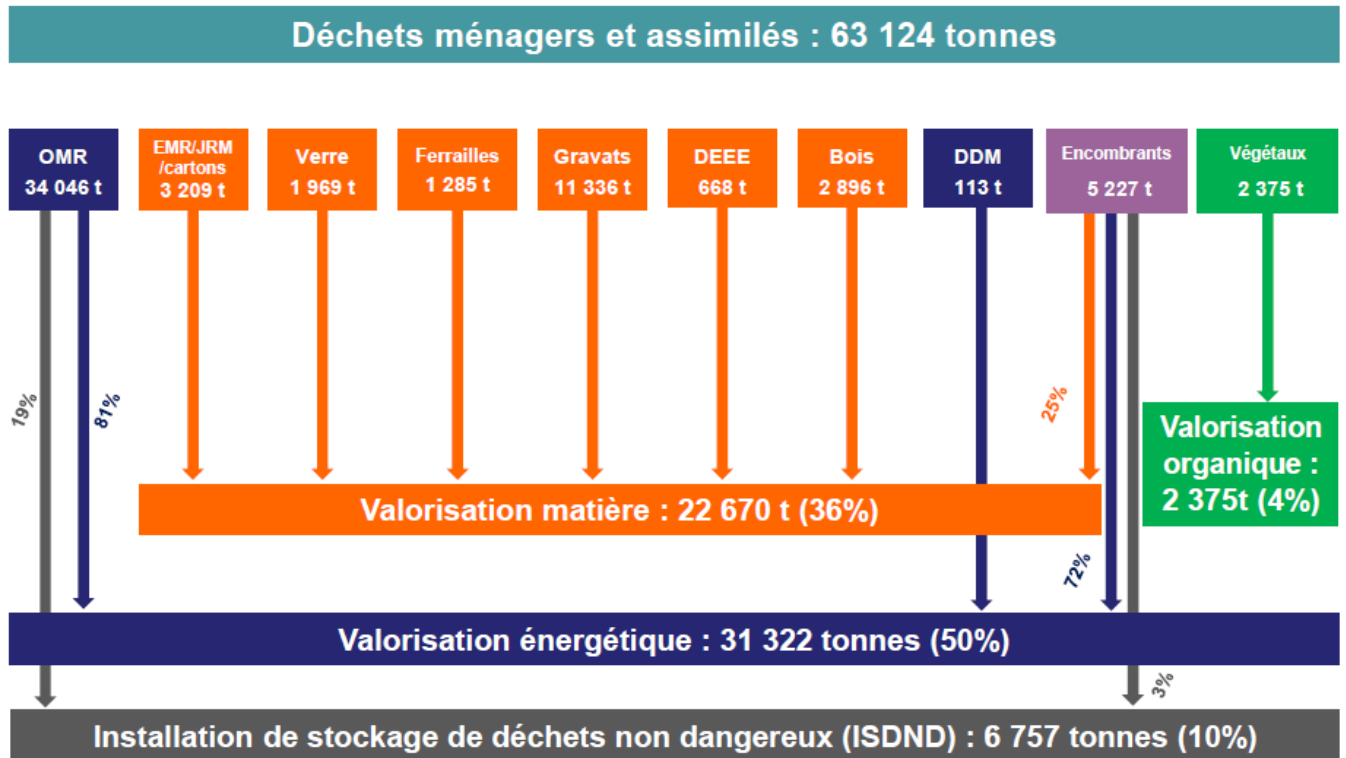 Déchets ménagers et assimilés : 63 124 tonnes
OMR
34 046 t
EMR/JRM
/cartons
3 209 t
Verre
1 969 t
Ferrailles
1 285 t
Gravats
11 336 t
DEEE
668 t
Bois
2 896 t
DDM
113 t
Encombrants
5 227 t
Végétaux
2 375 t
19%
81%
25%
Valorisation
organique :
2 375t (4%)
Valorisation matière : 22 670 t (36%)
72%
Valorisation énergétique : 31 322 tonnes (50%)
3%
Installation de stockage de déchets non dangereux (ISDND) : 6 757 tonnes (10%)